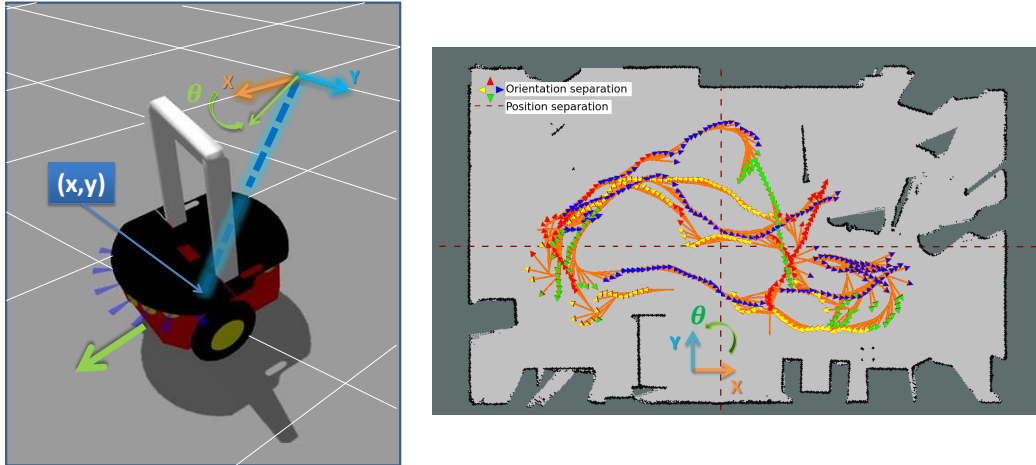 X
Y
θ
(x,y)
Orientation separation
Position separation
θ
Y
X